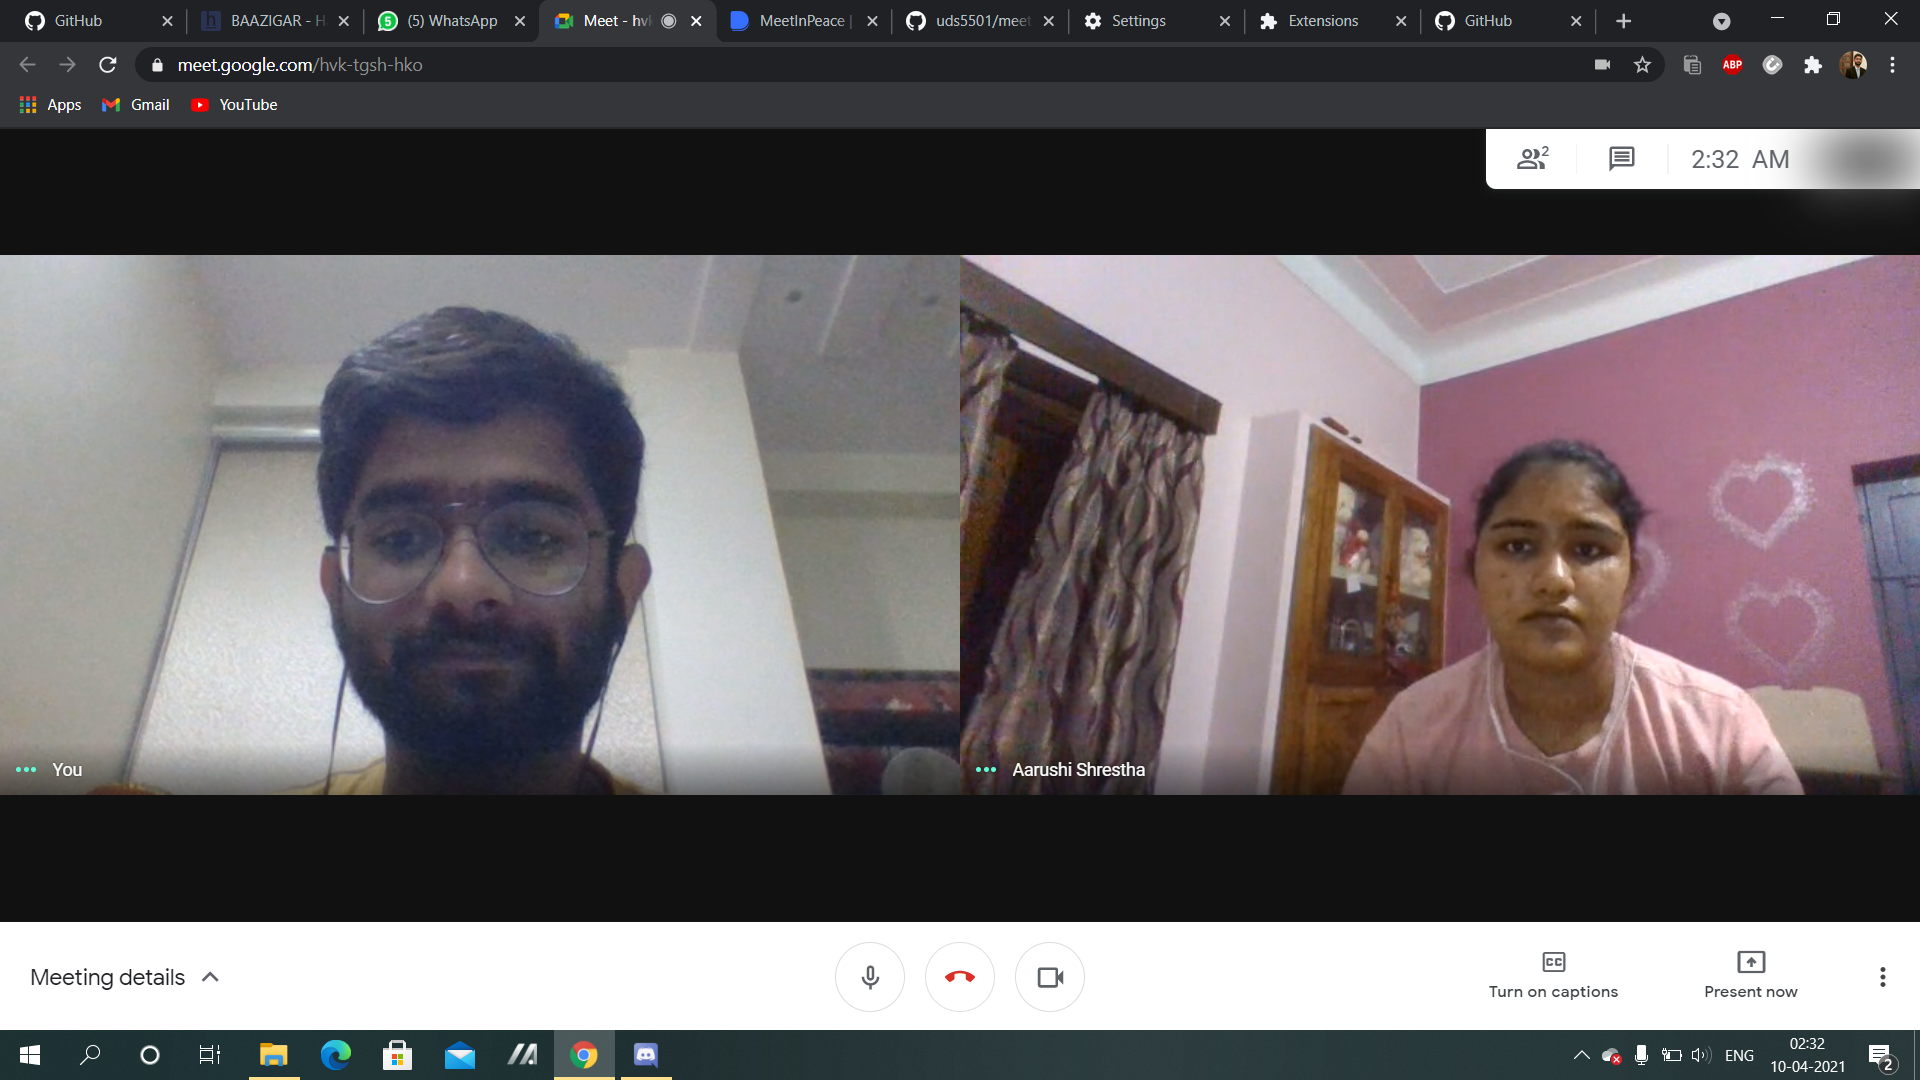 GitHub
BAAZIGAR - H
(5) WhatsApp
Meet - hvk
MeetInPeace |
uds5501/meet
Settings
Extensions
GitHub
meet.google.com/hvk-tgsh-hko
ABP
Apps
Gmail
YouTube
2
2:32 AM
You
Aarushi Shrestha
Meeting details
CC
Turn on captions
Present now
ENG
02:32
10-04-2021
2